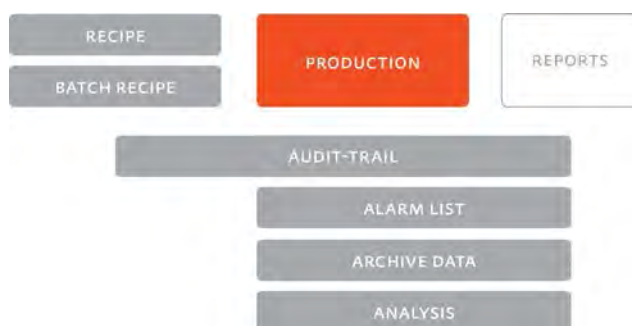 RECIPE
BATCH RECIPE
PRODUCTION
REPORTS
AUDIT-TRAIL
ALARM LIST
ARCHIVE DATA
ANALYSIS